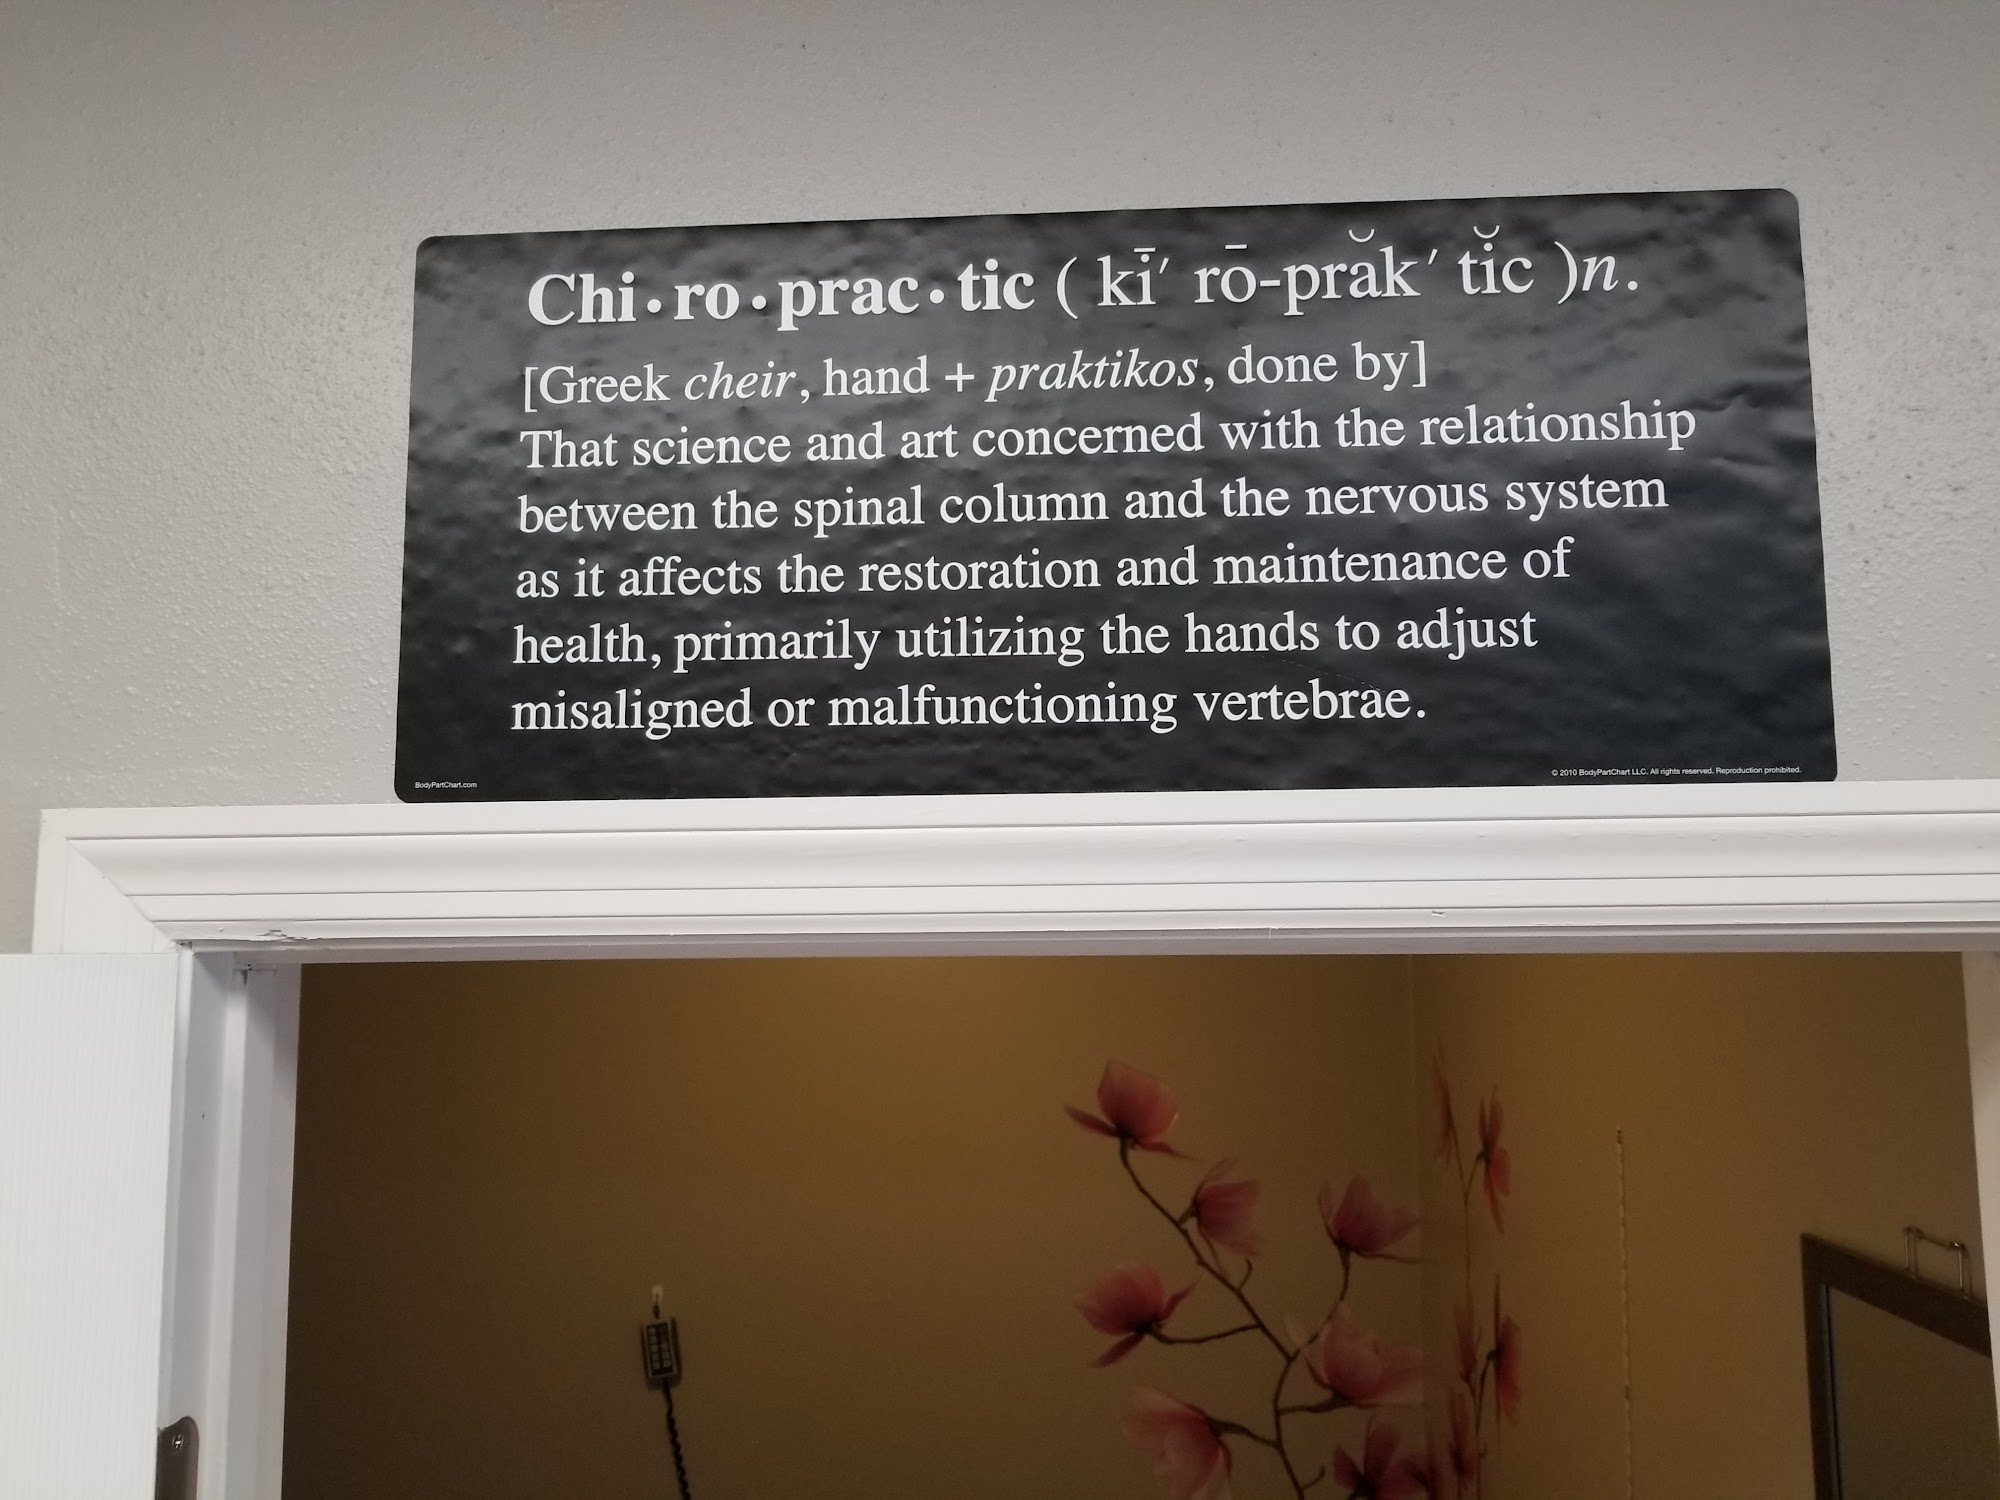 Chi•ro•prac•tic ( kī′ rō-prăk′ tĭc )n.
[Greek cheir, hand + praktikos, done by]
That science and art concerned with the relationship
between the spinal column and the nervous system
as it affects the restoration and maintenance of
health, primarily utilizing the hands to adjust
misaligned or malfunctioning vertebrae.
BodyPartChart.com
© 2010 BodyPartChart LLC. All rights reserved. Reproduction prohibited.